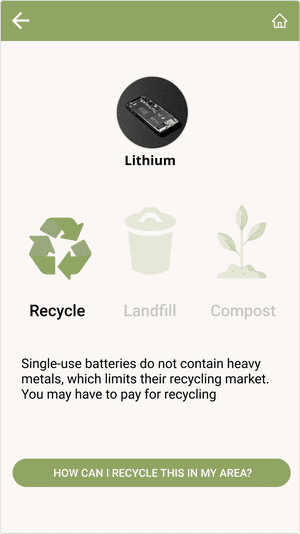 Lithium
Recycle
Landfill
Compost
Single-use batteries do not contain heavy
metals, which limits their recycling market.
You may have to pay for recycling
HOW CAN I RECYCLE THIS IN MY AREA?